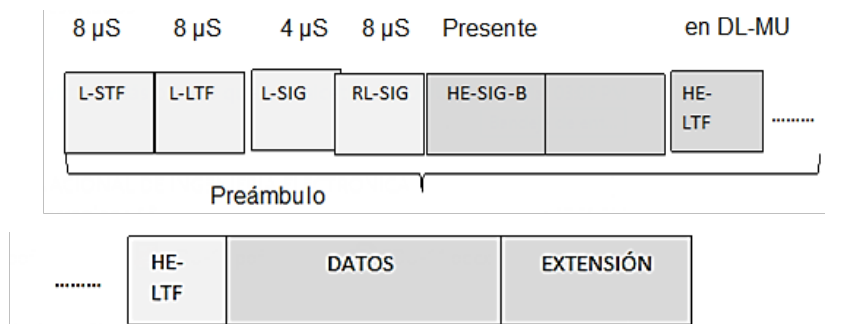 8 µS 8 µS 4 µS 8 µS Presente en DL-MU
L-STF L-LTF L-SIG RL-SIG HE-SIG-B HE-
LTF .........
Preámbulo
......... HE-
LTF DATOS EXTENSIÓN